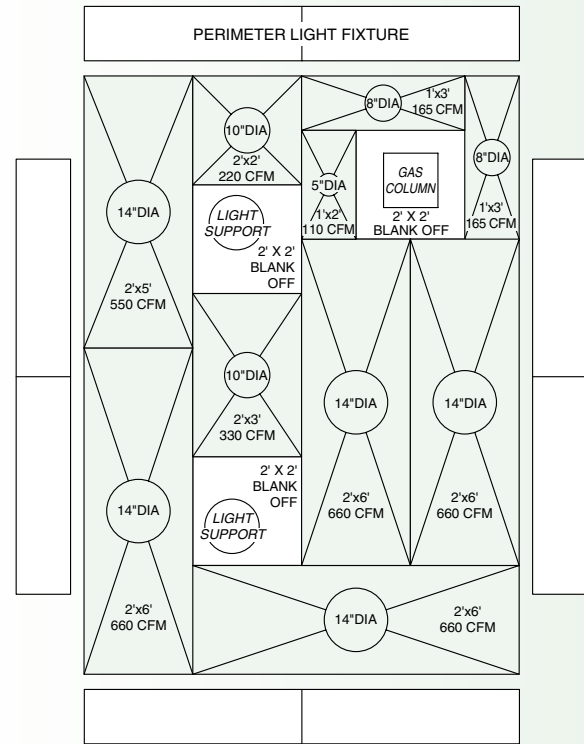 PERIMETER LIGHT FIXTURE
8"DIA
1'x3'
165 CFM
10"DIA
2'x2'
220 CFM
8"DIA
1'x3'
165 CFM
5"DIA
1'x2'
110 CFM
GAS
COLUMN
2' X 2'
BLANK OFF
14"DIA
2'x5'
550 CFM
LIGHT
SUPPORT
2' X 2'
BLANK
OFF
10"DIA
2'x3'
330 CFM
14"DIA
2'x6'
660 CFM
14"DIA
2'x6'
660 CFM
2' X 2'
BLANK
OFF
LIGHT
SUPPORT
14"DIA
2'x6'
660 CFM
14"DIA
2'x6'
660 CFM